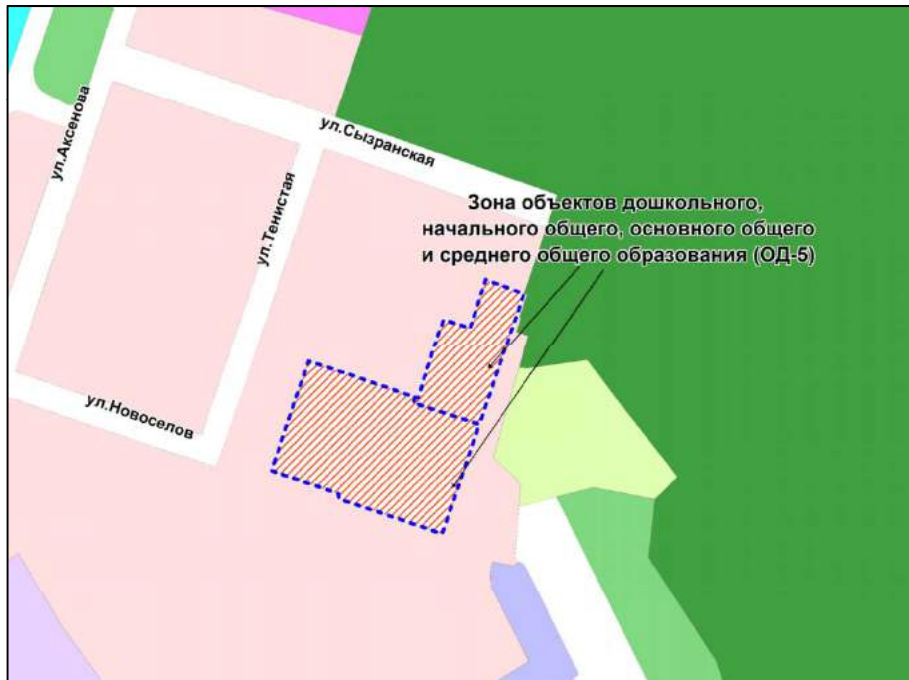 ул.Аксенова
ул.Сызранская
ул.Тенистая
Зона объектов дошкольного,
начального общего, основного общего
и среднего общего образования (ОД-5)
ул.Новоселов